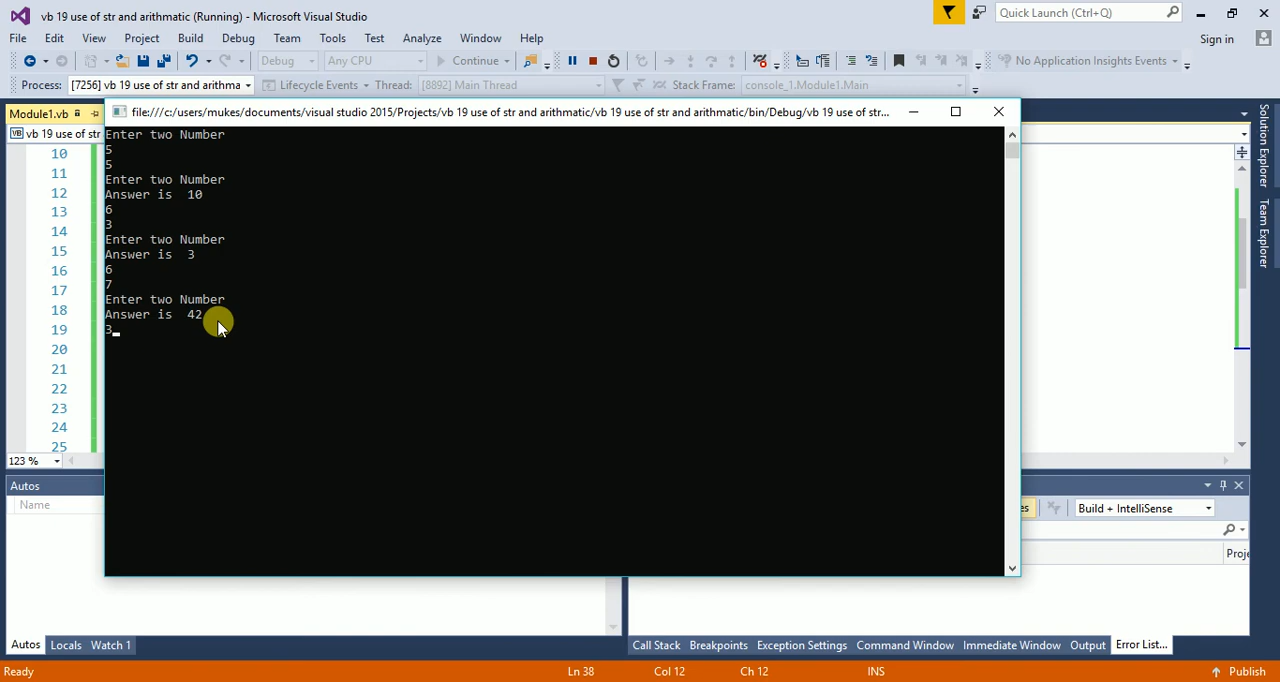 vb 19 use of str and arithmatic (Running) - Microsoft Visual Studio
Quick Launch (Ctrl+Q)
File Edit View Project Build Debug Team Tools Test Analyze Window Help
Sign in
Debug Any CPU Continue No Application Insights Events
Process: [7256] vb 19 use of str and arithma Lifecycle Events Thread: [8892] Main Thread Stack Frame: console_1.Module1.Main
Module1.vb
file:///c:/users/mukes/documents/visual studio 2015/Projects/vb 19 use of str and arithmatic/vb 19 use of str and arithmatic/bin/Debug/vb 19 use of str...
VB vb 19 use of str
Enter two Number
5
5
Enter two Number
Answer is 10
6
3
Enter two Number
Answer is 3
6
7
Enter two Number
Answer is 42
3
10
11
12
13
14
15
16
17
18
19
20
21
22
23
24
25
123 %
Solution Explorer
Team Explorer
Autos
Name
Build + IntelliSense
Proje
Autos Locals Watch 1
Call Stack Breakpoints Exception Settings Command Window Immediate Window Output Error List...
Ready Ln 38 Col 12 Ch 12 INS Publish